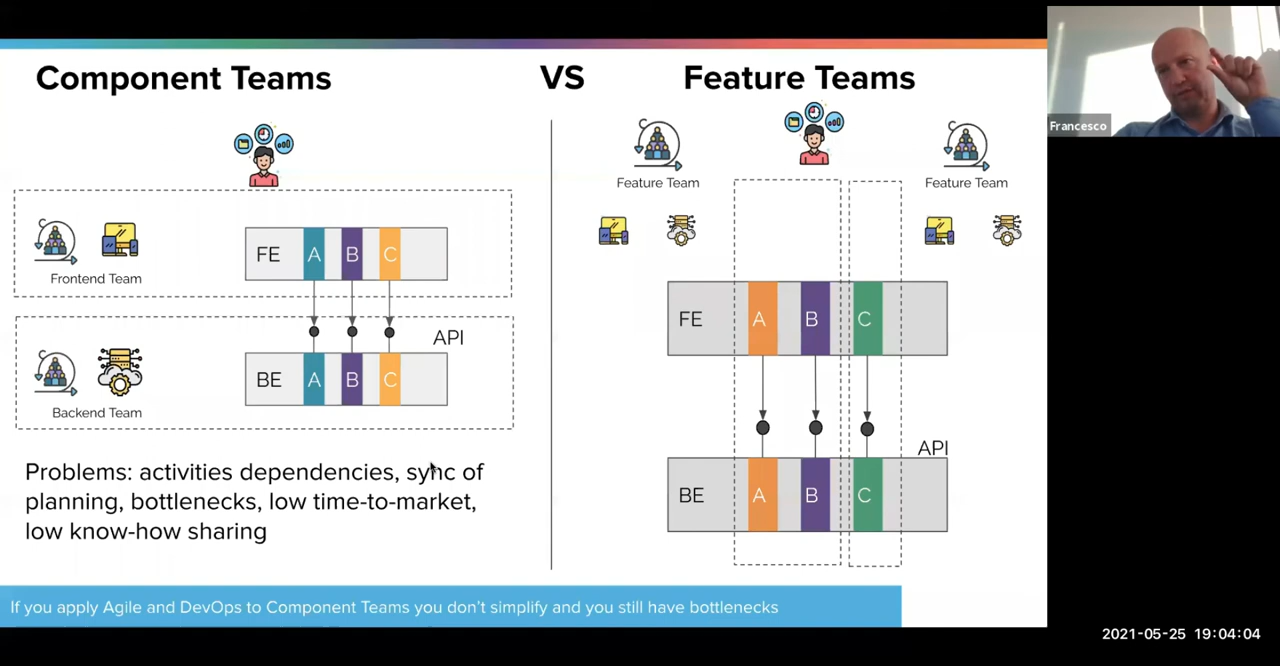 Component Teams
VS
Feature Teams
Francesco
Feature Team
Feature Team
Frontend Team
FE A B C
API
Backend Team
BE A B C
Problems: activities dependencies, sync of
planning, bottlenecks, low time-to-market,
low know-how sharing
FE A B C
API
BE A B C
If you apply Agile and DevOps to Component Teams you don't simplify and you still have bottlenecks
2021-05-25 19:04:04